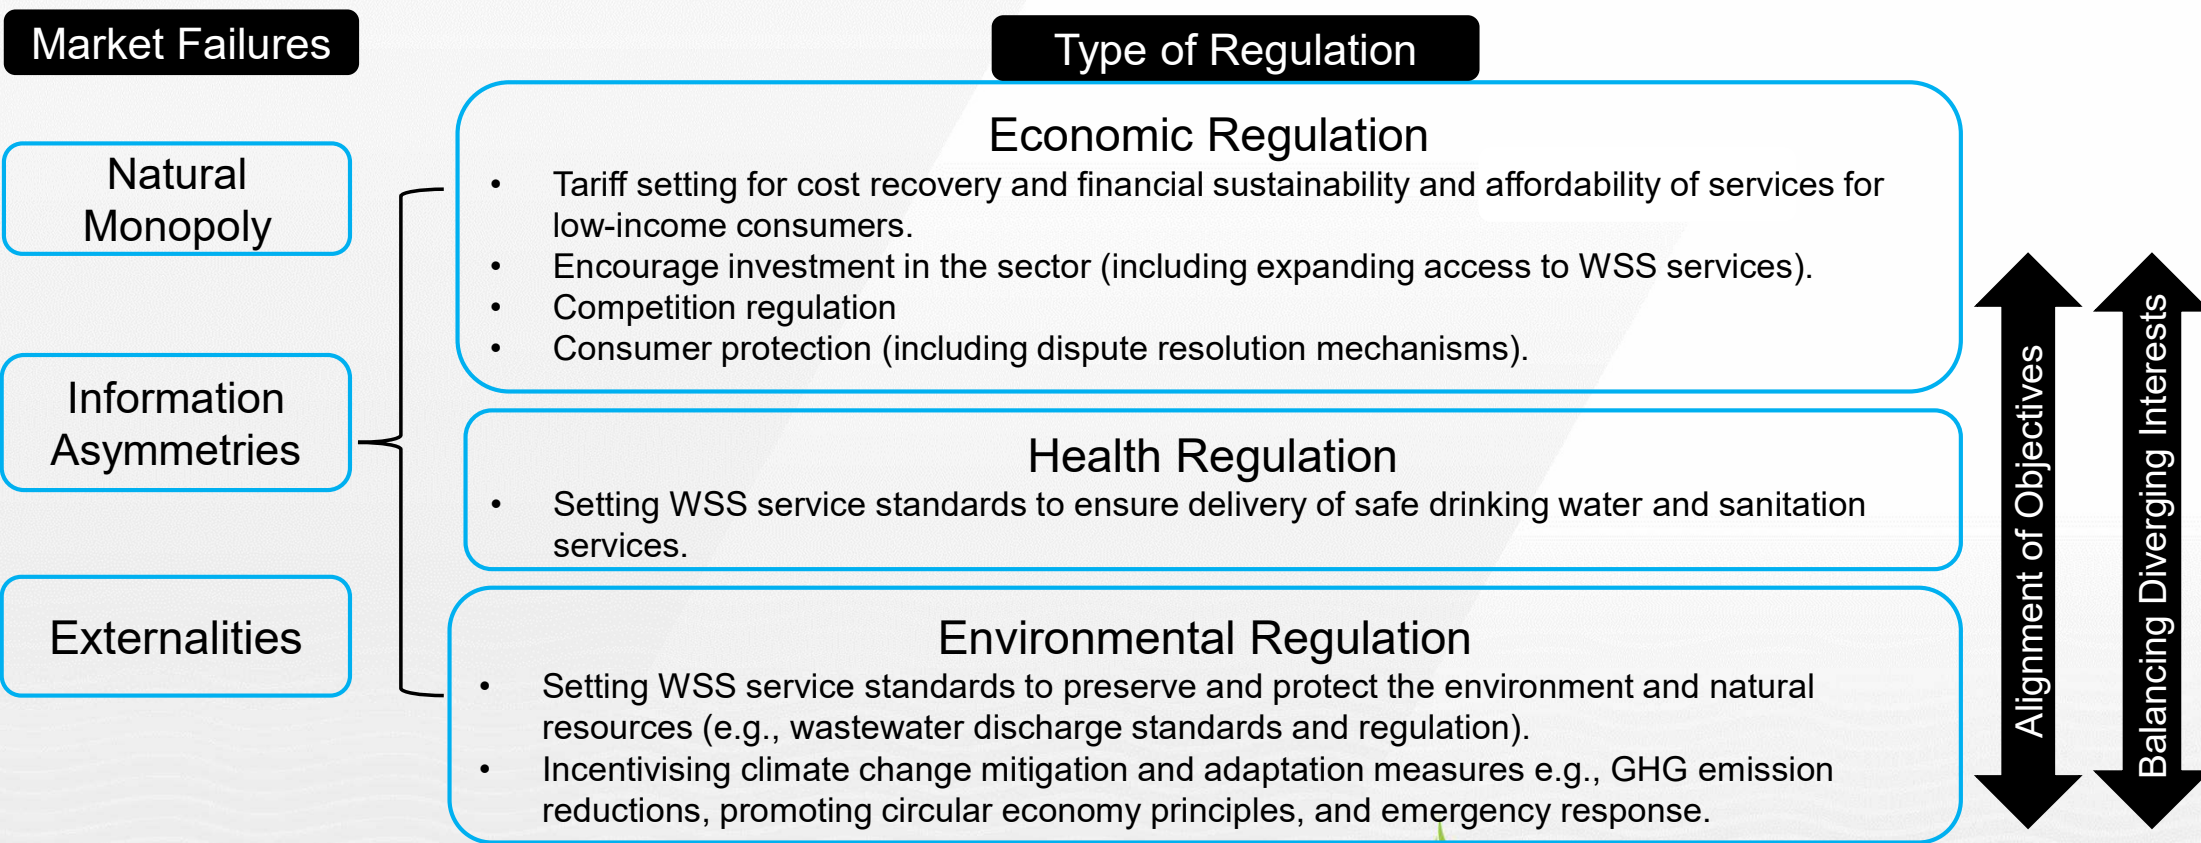 Market Failures
Type of Regulation
Natural
Monopoly
Information
Asymmetries
Externalities
Economic Regulation
• Tariff setting for cost recovery and financial sustainability and affordability of services for
low-income consumers.
• Encourage investment in the sector (including expanding access to WSS services).
• Competition regulation
• Consumer protection (including dispute resolution mechanisms).
Health Regulation
• Setting WSS service standards to ensure delivery of safe drinking water and sanitation
services.
Environmental Regulation
• Setting WSS service standards to preserve and protect the environment and natural
resources (e.g., wastewater discharge standards and regulation).
• Incentivising climate change mitigation and adaptation measures e.g., GHG emission
reductions, promoting circular economy principles, and emergency response.
Alignment of Objectives
Balancing Diverging Interests